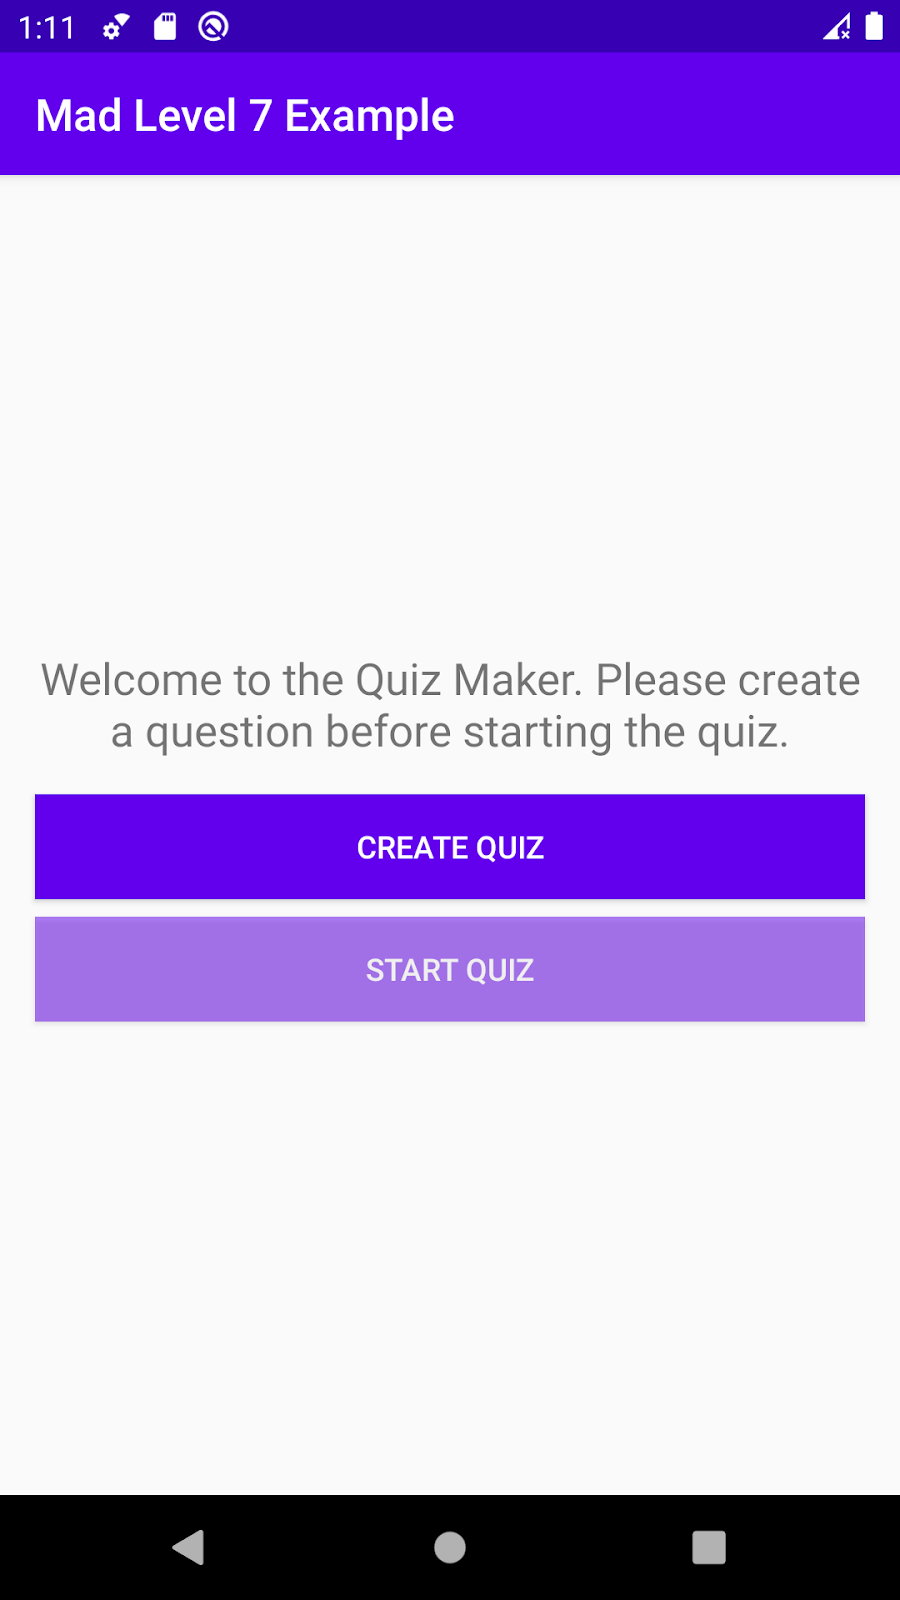 1:11
Mad Level 7 Example
Welcome to the Quiz Maker. Please create
a question before starting the quiz.
CREATE QUIZ
START QUIZ